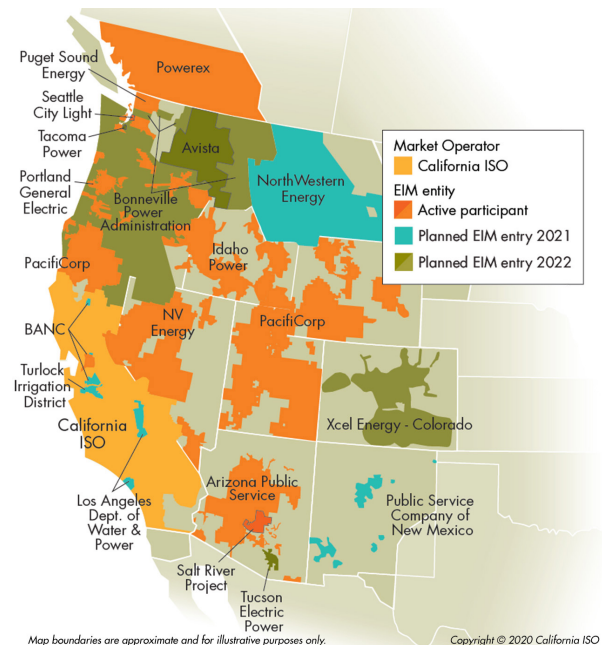 Powerex
Puget Sound
Energy
Seattle
City Light
Tacoma
Power
Avista
Portland
General
Electric
Bonneville
Power
Administration
NorthWestern
Energy
Market Operator
California ISO
EIM entity
Active participant
Planned EIM entry 2021
Planned EIM entry 2022
Idaho
Power
PacifiCorp
NV
Energy
PacifiCorp
BANC
Turlock
Irrigation
District
California
ISO
Xcel Energy - Colorado
Los Angeles
Dept. of
Water &
Power
Arizona Public
Service
Public Service
Company of
New Mexico
Salt River
Project
Tucson
Electric
Power
Map boundaries are approximate and for illustrative purposes only.
Copyright © 2020 California ISO